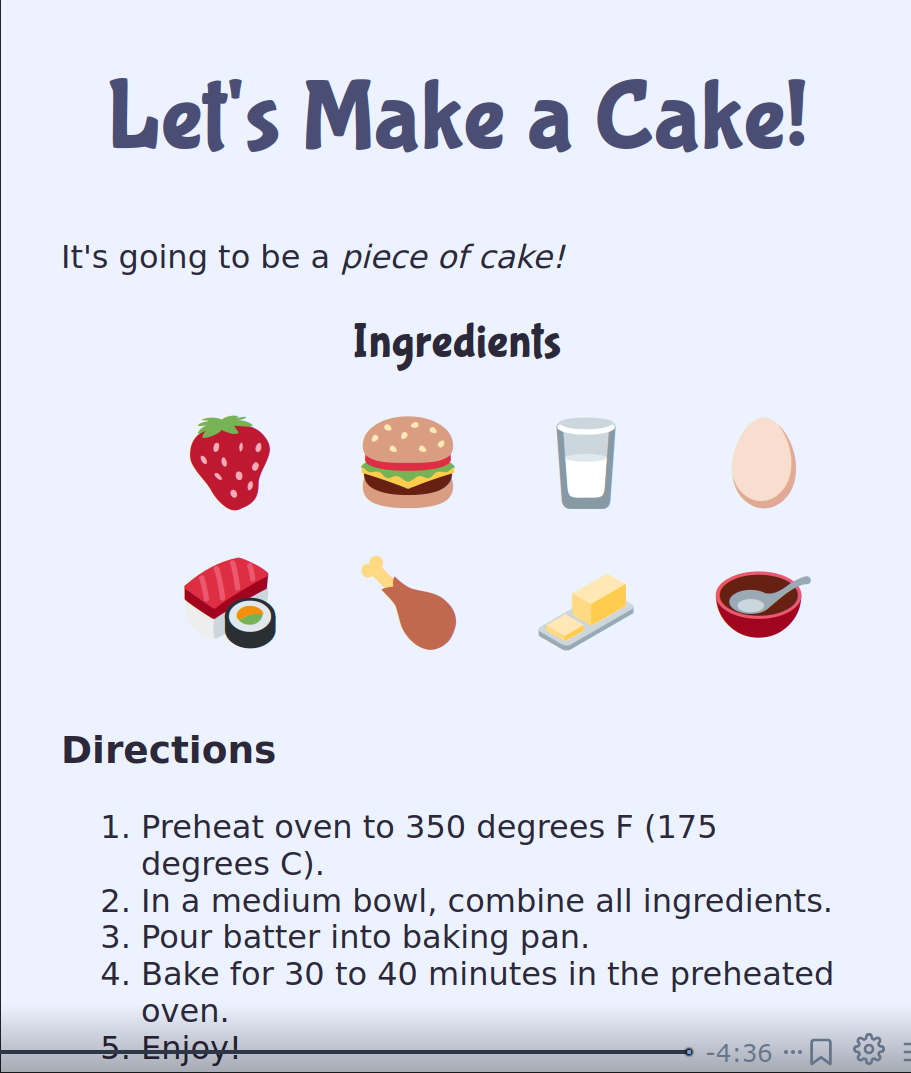 Let's Make a Cake!
It's going to be a piece of cake!
Ingredients
Directions
1. Preheat oven to 350 degrees F (175
degrees C).
2. In a medium bowl, combine all ingredients.
3. Pour batter into baking pan.
4. Bake for 30 to 40 minutes in the preheated
oven.
5. Enjoy!
-4:36